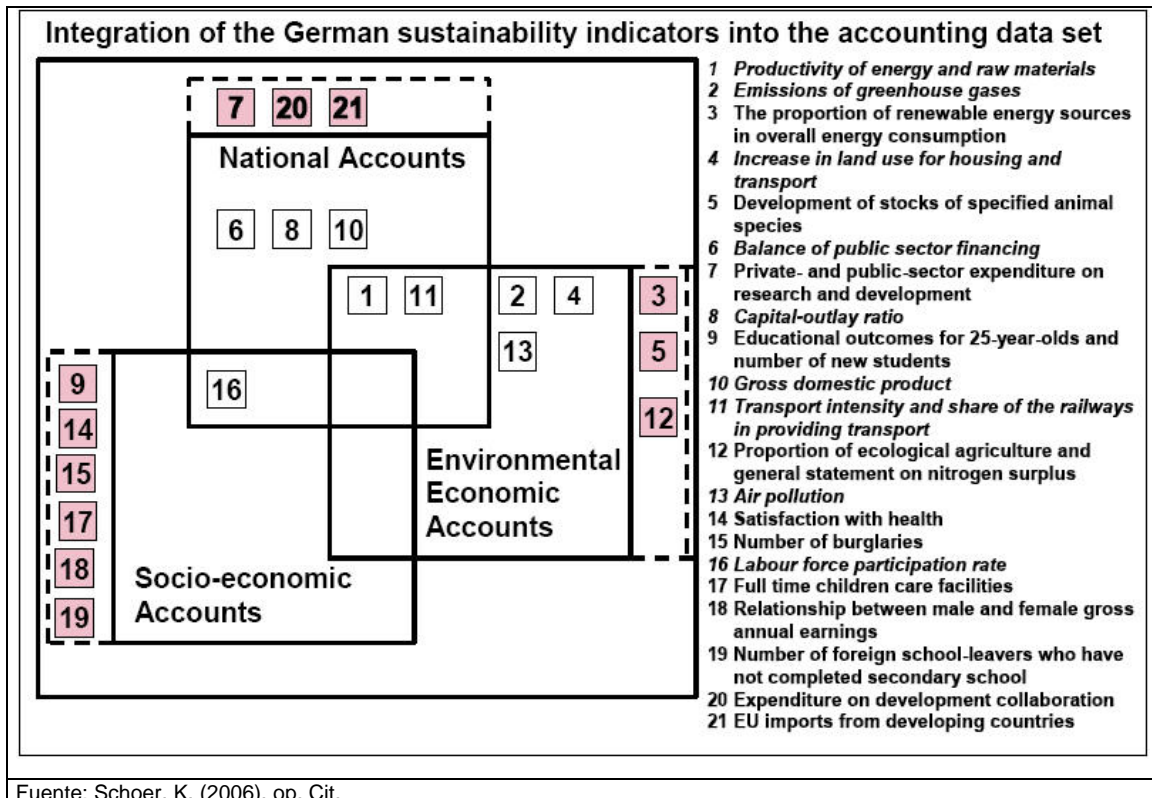 Integration of the German sustainability indicators into the accounting data set
7 20 21
National Accounts
6 8 10
1 11 2 4 3
13 5
9
16
14
12
15
Environmental
Economic
Accounts
17
18
Socio-economic
Accounts
19
1 Productivity of energy and raw materials
2 Emissions of greenhouse gases
3 The proportion of renewable energy sources
in overall energy consumption
4 Increase in land use for housing and
transport
5 Development of stocks of specified animal
species
6 Balance of public sector financing
7 Private- and public-sector expenditure on
research and development
8 Capital-outlay ratio
9 Educational outcomes for 25-year-olds and
number of new students
10 Gross domestic product
11 Transport intensity and share of the railways
in providing transport
12 Proportion of ecological agriculture and
general statement on nitrogen surplus
13 Air pollution
14 Satisfaction with health
15 Number of burglaries
16 Labour force participation rate
17 Full time children care facilities
18 Relationship between male and female gross
annual earnings
19 Number of foreign school-leavers who have
not completed secondary school
20 Expenditure on development collaboration
21 EU imports from developing countries
Fuente: Schoer, K. (2006), op. Cit.